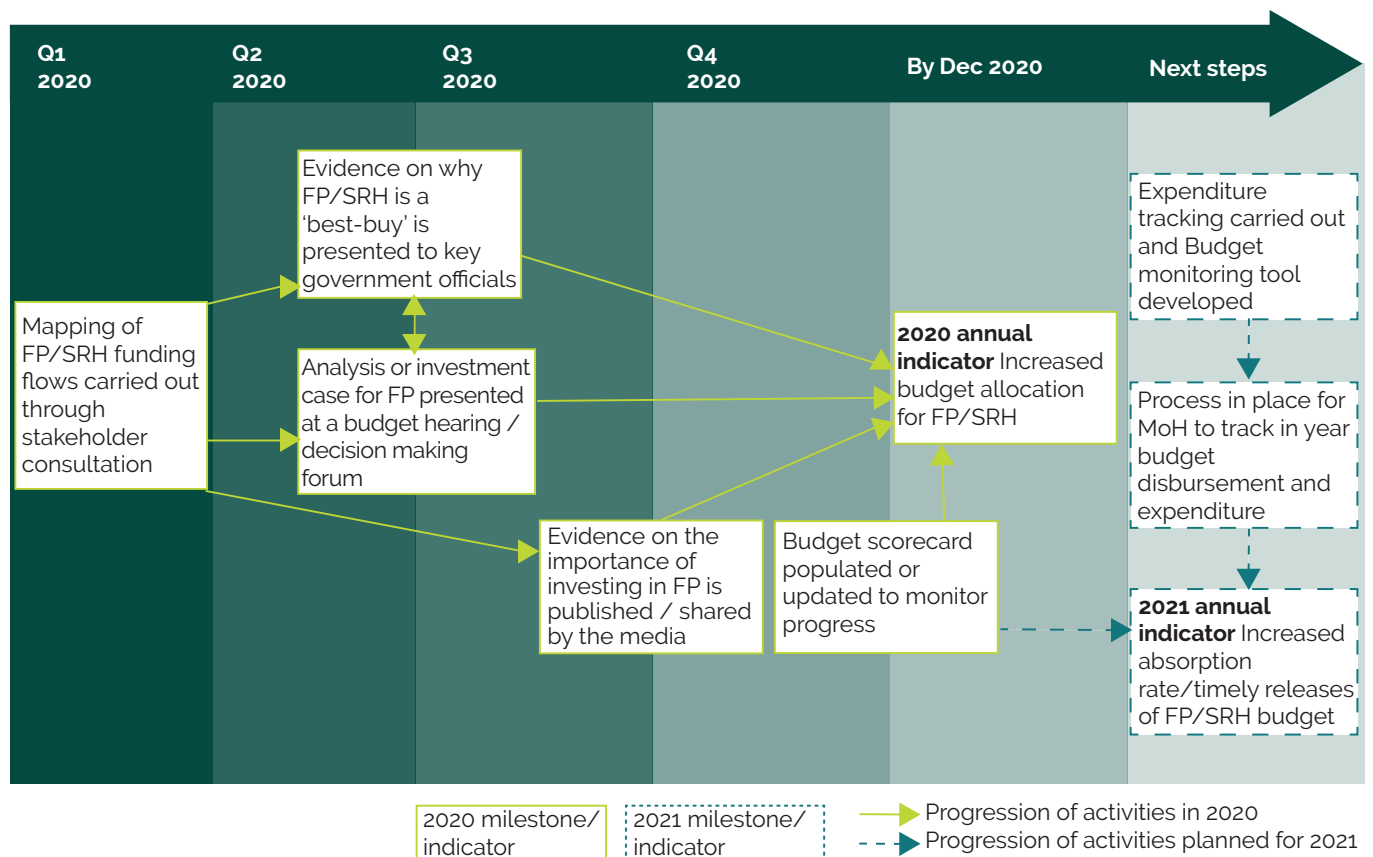 Q1
2020
Q2
2020
Q3
2020
Q4
2020
By Dec 2020
Next steps
Evidence on why
FP/SRH is a
‘best-buy’ is
presented to key
government officials
Mapping of
FP/SRH funding
flows carried out
through
stakeholder
consultation
Analysis or investment
case for FP presented
at a budget hearing /
decision making
forum
Evidence on the
importance of
investing in FP is
published / shared
by the media
Budget scorecard
populated or
updated to monitor
progress
2020 annual
indicator Increased
budget allocation
for FP/SRH
Expenditure
tracking carried out
and Budget
monitoring tool
developed
Process in place for
MoH to track in year
budget
disbursement and
expenditure
2021 annual
indicator Increased
absorption
rate/timely releases
of FP/SRH budget
2020 milestone/
indicator
2021 milestone/
indicator
Progression of activities in 2020
Progression of activities planned for 2021